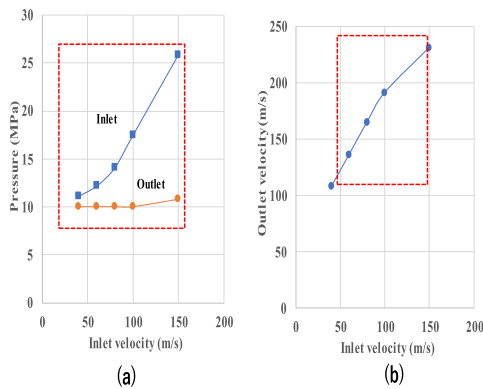 30
25
20
15
10
5
0
Pressure (MPa)
Inlet
Outlet
0 50 100 150 200
Inlet velocity (m/s)
(a)
250
200
150
100
50
0
Outlet velocity(m/s)
0 50 100 150 200
Inlet velocity (m/s)
(b)